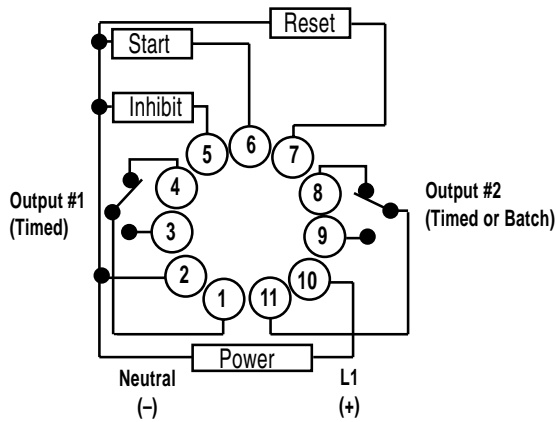 Reset
Start
Inhibit
6
5
7
4
8
Output #1
(Timed)
Output #2
(Timed or Batch)
3
9
2
10
1
11
Power
Neutral
(–)
L1
(+)